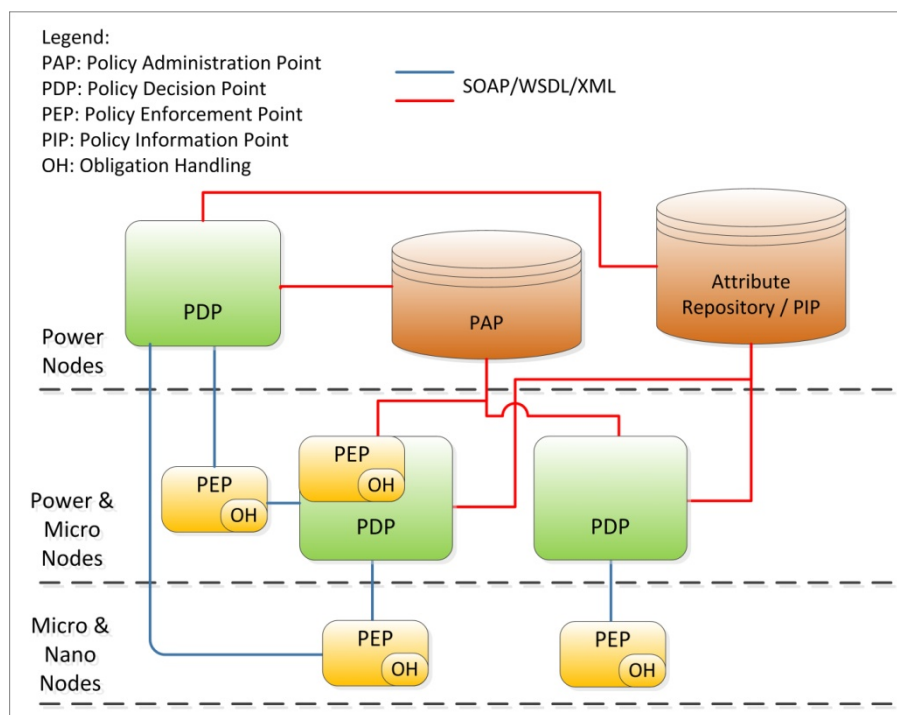 Legend:
PAP: Policy Administration Point
PDP: Policy Decision Point
PEP: Policy Enforcement Point
PIP: Policy Information Point
OH: Obligation Handling
SOAP/WSDL/XML
PDP
PAP
Attribute
Repository / PIP
Power
Nodes
PEP
OH
PEP
OH
PDP
PDP
Power &
Micro
Nodes
PEP
OH
PEP
OH
Micro &
Nano
Nodes